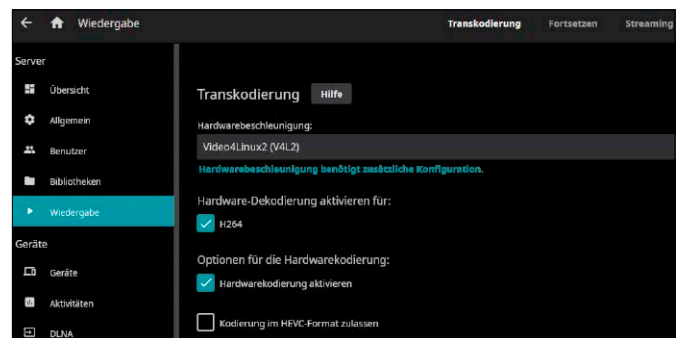 Wiedergabe
Transkodierung Fortsetzen Streaming
Server
Übersicht
Allgemein
Benutzer
Bibliotheken
Wiedergabe
Geräte
Geräte
Aktivitäten
DLNA
Transkodierung Hilfe
Hardwarebeschleunigung:
Video4Linux2 (V4L2)
Hardwarebeschleunigung benötigt zusätzliche Konfiguration.
Hardware-Dekodierung aktivieren für:
H264
Optionen für die Hardwarekodierung:
Hardwarekodierung aktivieren
Kodierung im HEVC-Format zulassen